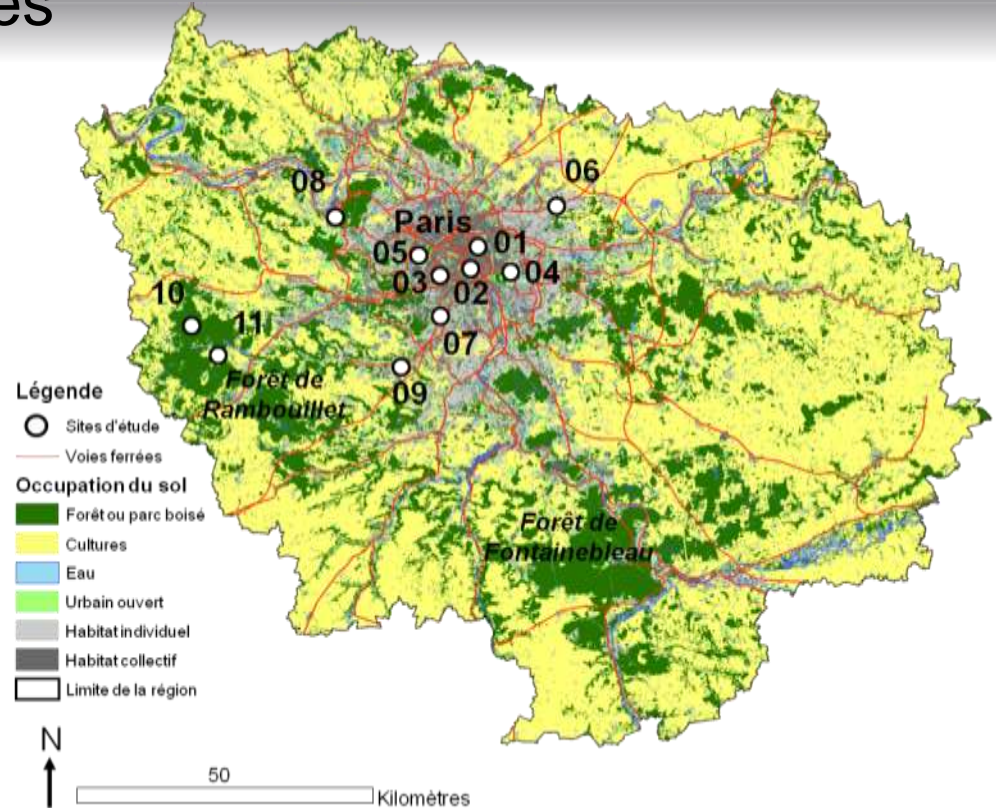 es
08
06
Paris
05
01
03
02
04
10
11
07
09
Forêt de
Rambouillet
Légende
Sites d'étude
Voies ferrées
Occupation du sol
Forêt ou parc boisé
Cultures
Eau
Urbain ouvert
Habitat individuel
Habitat collectif
Limite de la région
Forêt de
Fontainebleau
N
50
Kilomètres